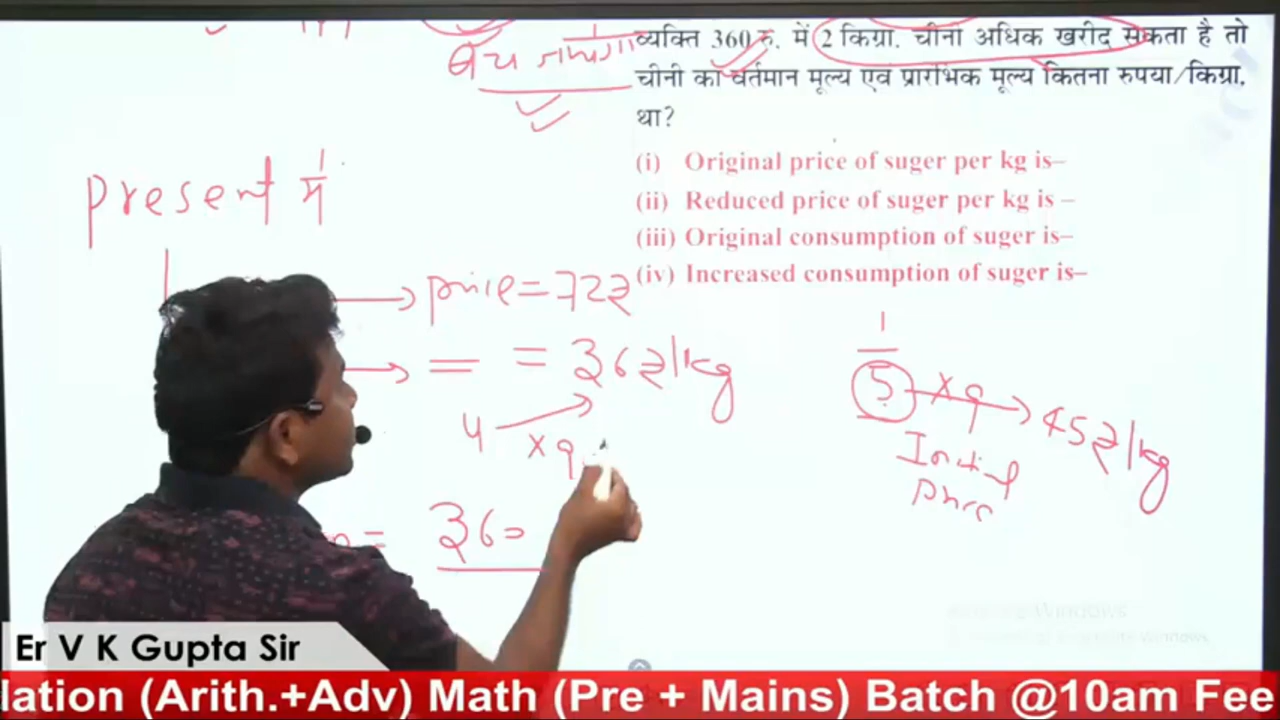 व्यक्ति 360 रु. में 2 किग्रा. चीनी अधिक खरीद सकता है तो
चीनी का वर्तमान मूल्य एवं प्रारंभिक मूल्य कितना रुपया/किग्रा.
था?
(i) Original price of suger per kg is–
(ii) Reduced price of suger per kg is –
(iii) Original consumption of suger is–
(iv) Increased consumption of suger is–
Present में
price = 72₹
= 36₹/kg
4 x9
= 360
5 x9 45₹/kg
Initial
price
Er V K Gupta Sir
lation (Arith.+Adv) Math (Pre + Mains) Batch @10am Fee